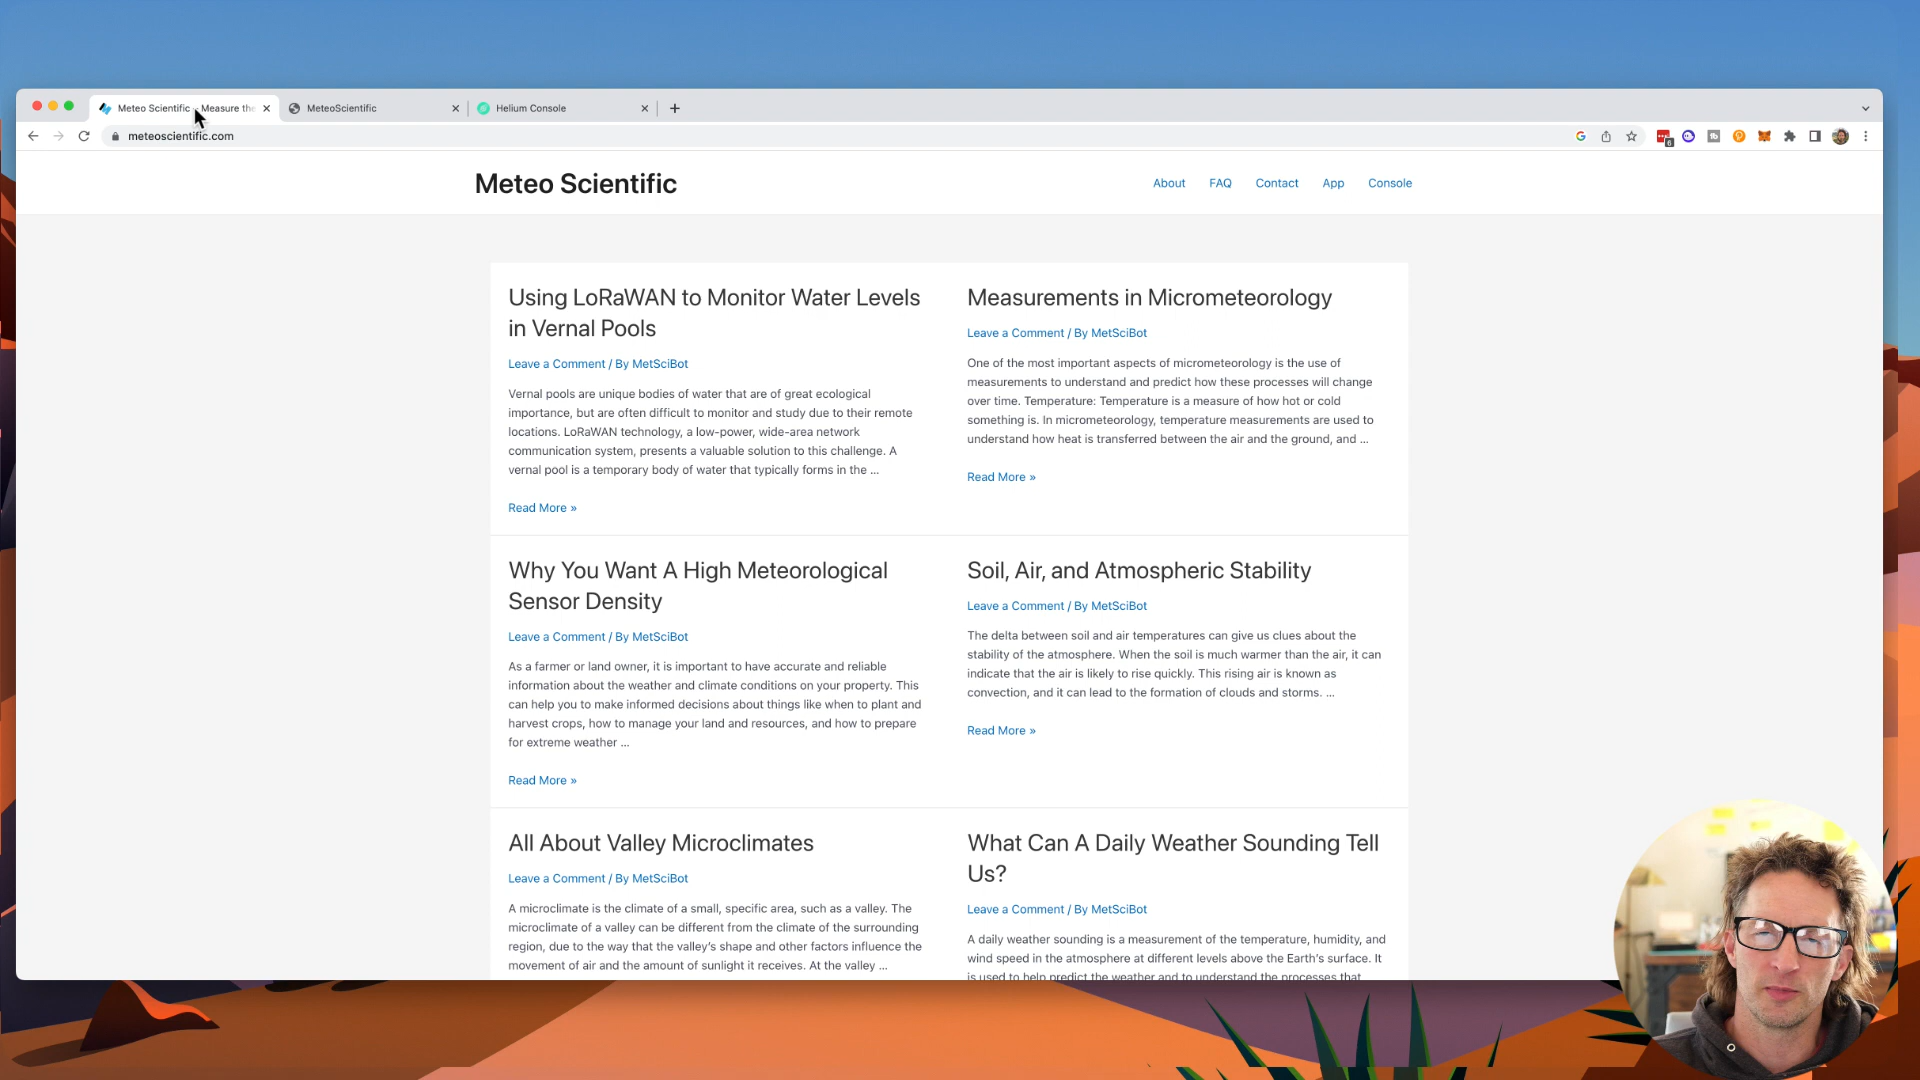 Meteo Scientific - Measure the
MeteoScientific
Helium Console
meteoscientific.com
6
Meteo Scientific
About
FAQ
Contact
App
Console
Using LoRaWAN to Monitor Water Levels
in Vernal Pools
Leave a Comment / By MetSciBot
Vernal pools are unique bodies of water that are of great ecological
importance, but are often difficult to monitor and study due to their remote
locations. LoRaWAN technology, a low-power, wide-area network
communication system, presents a valuable solution to this challenge. A
vernal pool is a temporary body of water that typically forms in the ...
Read More »
Measurements in Micrometeorology
Leave a Comment / By MetSciBot
One of the most important aspects of micrometeorology is the use of
measurements to understand and predict how these processes will change
over time. Temperature: Temperature is a measure of how hot or cold
something is. In micrometeorology, temperature measurements are used to
understand how heat is transferred between the air and the ground, and ...
Read More »
Why You Want A High Meteorological
Sensor Density
Leave a Comment / By MetSciBot
As a farmer or land owner, it is important to have accurate and reliable
information about the weather and climate conditions on your property. This
can help you to make informed decisions about things like when to plant and
harvest crops, how to manage your land and resources, and how to prepare
for extreme weather ...
Read More »
Soil, Air, and Atmospheric Stability
Leave a Comment / By MetSciBot
The delta between soil and air temperatures can give us clues about the
stability of the atmosphere. When the soil is much warmer than the air, it can
indicate that the air is likely to rise quickly. This rising air is known as
convection, and it can lead to the formation of clouds and storms. ...
Read More »
All About Valley Microclimates
Leave a Comment / By MetSciBot
A microclimate is the climate of a small, specific area, such as a valley. The
microclimate of a valley can be different from the climate of the surrounding
region, due to the way that the valley's shape and other factors influence the
movement of air and the amount of sunlight it receives. At the valley ...
What Can A Daily Weather Sounding Tell
Us?
Leave a Comment / By MetSciBot
A daily weather sounding is a measurement of the temperature, humidity, and
wind speed in the atmosphere at different levels above the Earth's surface. It
is used to help predict the weather and to understand the processes that